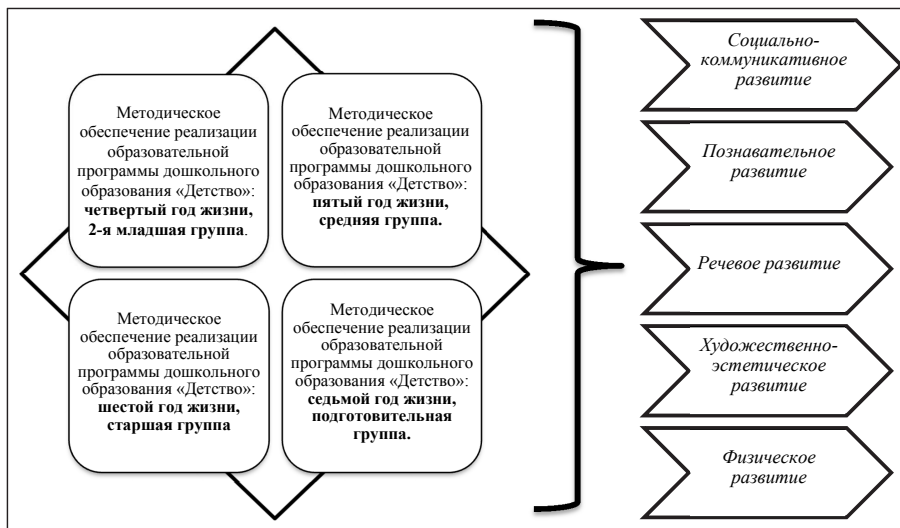 Методическое
обеспечение реализации
образовательной
программы дошкольного
образования «Детство»:
четвертый год жизни,
2-я младшая группа.
Методическое
обеспечение реализации
образовательной
программы дошкольного
образования «Детство»:
пятый год жизни,
средняя группа.
Методическое
обеспечение реализации
образовательной
программы дошкольного
образования «Детство»:
шестой год жизни,
старшая группа
Методическое
обеспечение реализации
образовательной
программы дошкольного
образования «Детство»:
седьмой год жизни,
подготовительная
группа.
Социально-
коммуникативное
развитие
Познавательное
развитие
Речевое развитие
Художественно-
эстетическое
развитие
Физическое
развитие